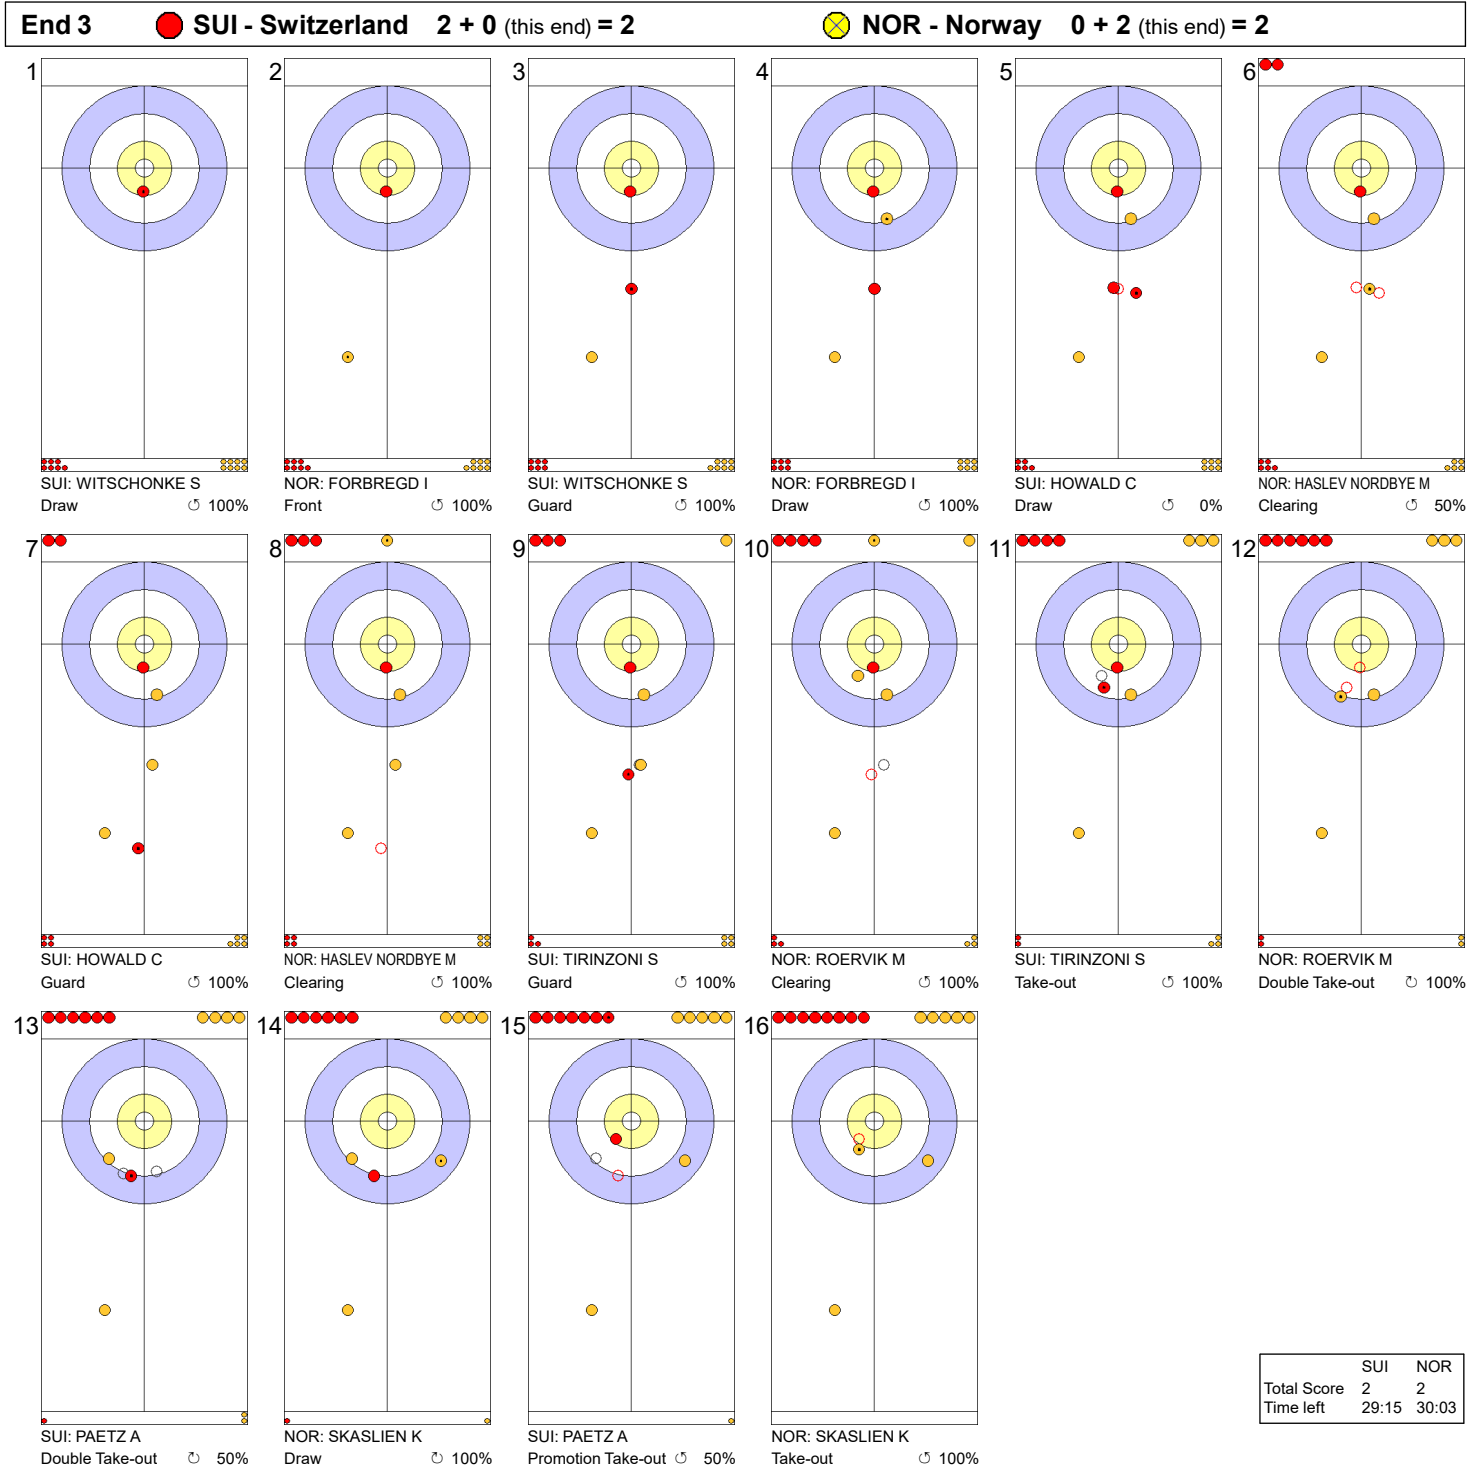 End 3 SUI - Switzerland 2 + 0 (this end) = 2 NOR - Norway 0 + 2 (this end) = 2
1 2 3 4 5 6
SUI: WITSCHONKE S NOR: FORBREGD I SUI: WITSCHONKE S NOR: FORBREGD I SUI: HOWALD C NOR: HASLEV NORDBYE M
Draw ↺ 100% Front ↺ 100% Guard ↺ 100% Draw ↺ 100% Draw ↺ 0% Clearing ↺ 50%
7 8 9 10 11 12
SUI: HOWALD C NOR: HASLEV NORDBYE M SUI: TIRINZONI S NOR: ROERVIK M SUI: TIRINZONI S NOR: ROERVIK M
Guard ↺ 100% Clearing ↺ 100% Guard ↺ 100% Clearing ↺ 100% Take-out ↺ 100% Double Take-out ↻ 100%
13 14 15 16
SUI: PAETZ A NOR: SKASLIEN K SUI: PAETZ A NOR: SKASLIEN K
Double Take-out ↻ 50% Draw ↻ 100% Promotion Take-out ↺ 50% Take-out ↺ 100%
SUI NOR
Total Score 2 2
Time left 29:15 30:03